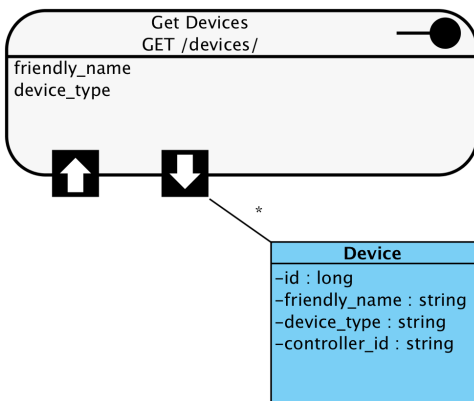 Get Devices
GET /devices/
friendly_name
device_type
*
Device
-id : long
-friendly_name : string
-device_type : string
-controller_id : string